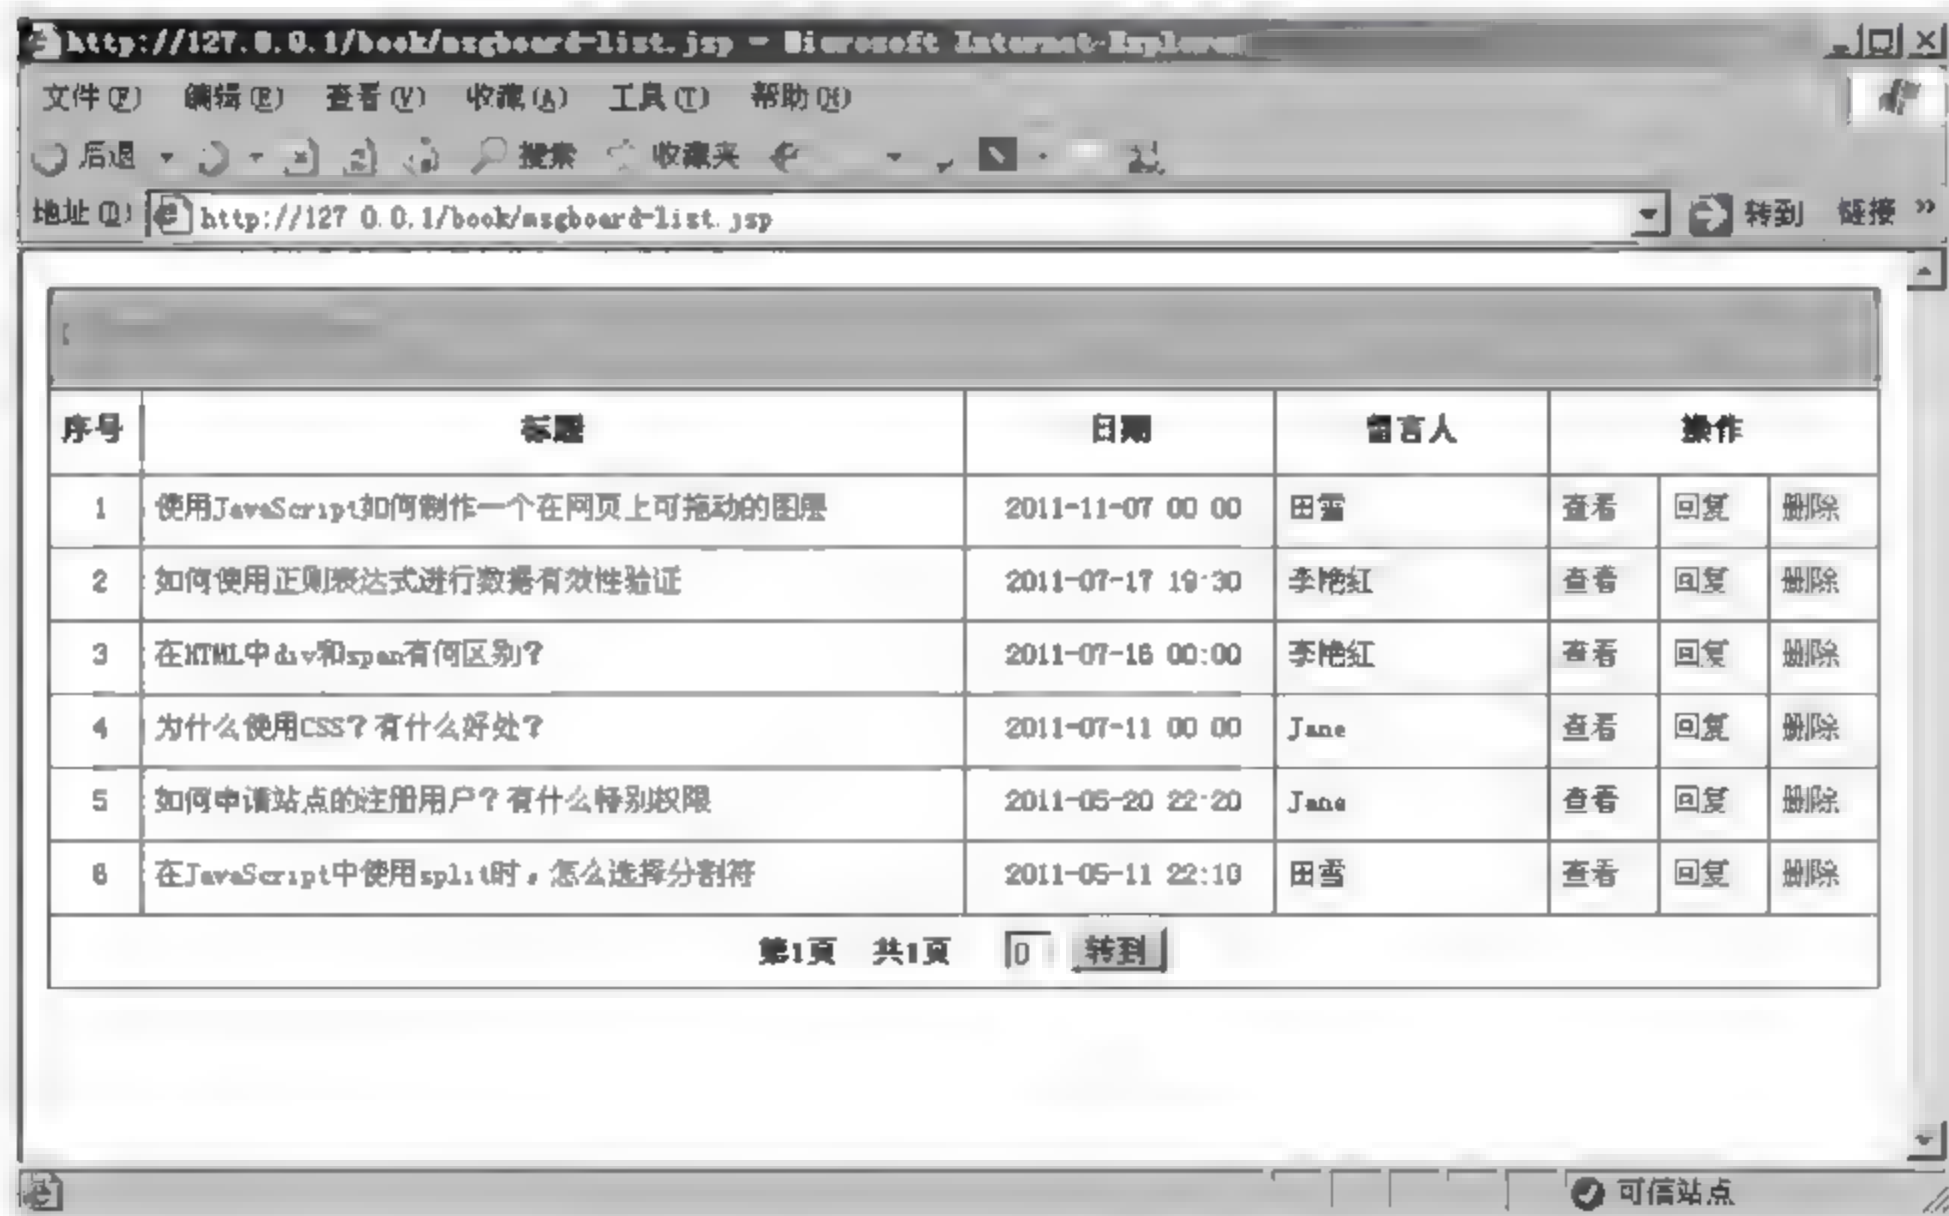 http://127.0.0.1/book/msgboard-list.jsp - Microsoft Internet Explorer
文件(F) 编辑(E) 查看(V) 收藏(A) 工具(T) 帮助(H)
后退 搜索 收藏夹
地址(D) http://127.0.0.1/book/msgboard-list.jsp 转到 链接 »
序号 标题 日期 留言人 操作
1 使用JavaScript如何制作一个在网页上可拖动的图层 2011-11-07 00 00 田雪 查看 回复 删除
2 如何使用正则表达式进行数据有效性验证 2011-07-17 19:30 李艳红 查看 回复 删除
3 在HTML中div和span有何区别? 2011-07-16 00:00 李艳红 查看 回复 删除
4 为什么使用CSS?有什么好处? 2011-07-11 00 00 Jane 查看 回复 删除
5 如何申请站点的注册用户?有什么特别权限 2011-05-20 22:20 Jane 查看 回复 删除
6 在JavaScript中使用split时,怎么选择分割符 2011-05-11 22:10 田雪 查看 回复 删除
第1页 共1页 0 转到
可信站点